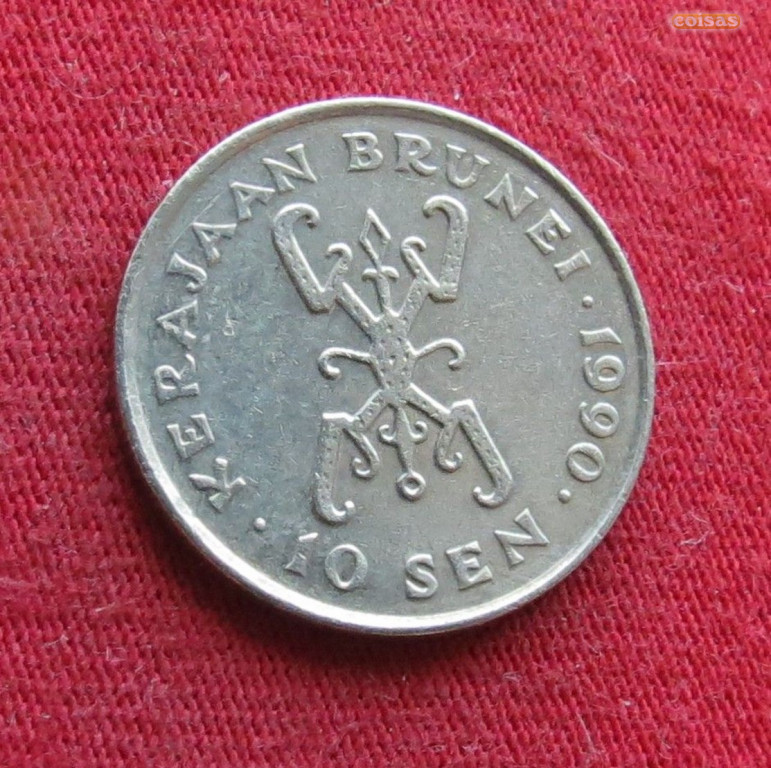 KERAJAAN BRUNEI · 1990 ·
10 SEN ·
coisas